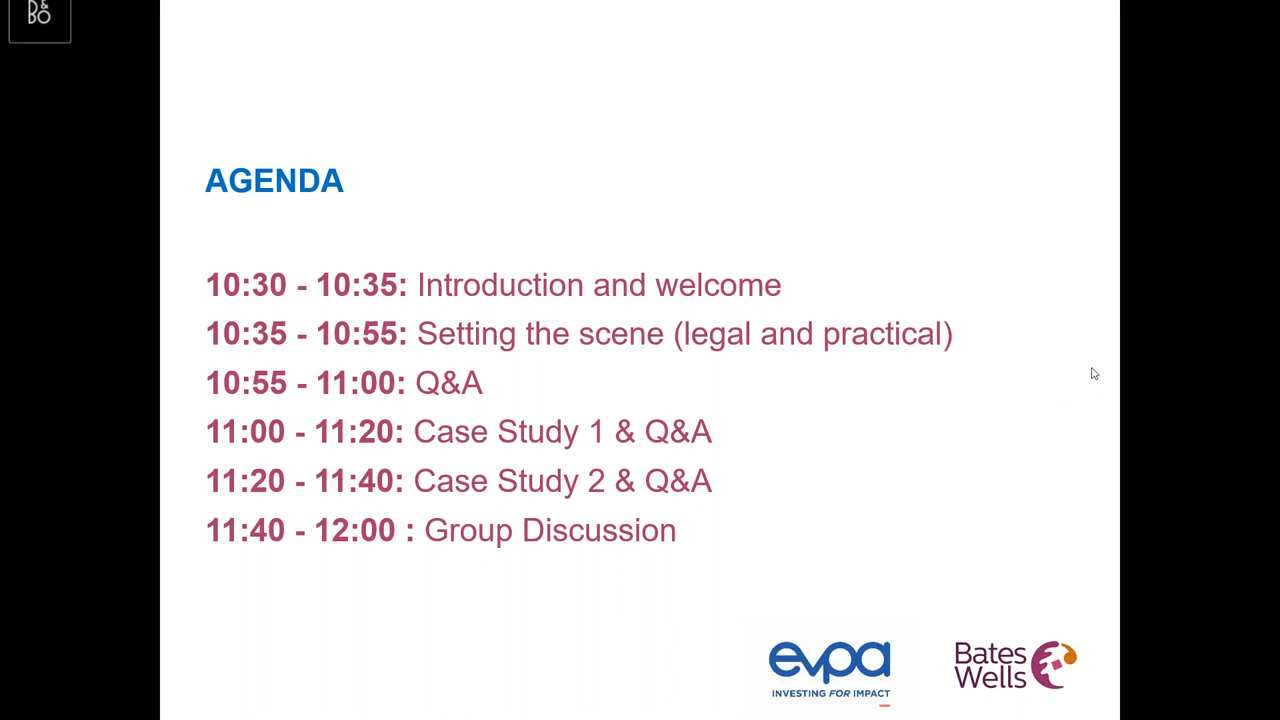 B&
BO
AGENDA
10:30 - 10:35: Introduction and welcome
10:35 - 10:55: Setting the scene (legal and practical)
10:55 - 11:00: Q&A
11:00 - 11:20: Case Study 1 & Q&A
11:20 - 11:40: Case Study 2 & Q&A
11:40 - 12:00 : Group Discussion
evpa
INVESTING FOR IMPACT
Bates
Wells